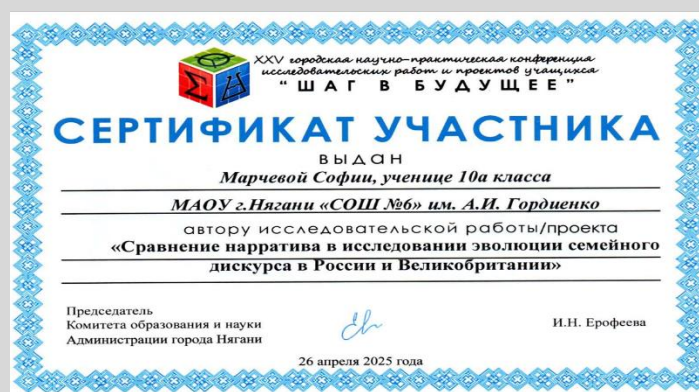 XXV городская научно-практическая конференция
исследовательских работ и проектов учащихся
"ШАГ В БУДУЩЕЕ"
СЕРТИФИКАТ УЧАСТНИКА
выдан
Марчевой Софии, ученице 10а класса
МАОУ г.Нягани «СОШ №6» им. А.И. Гордиенко
автору исследовательской работы/проекта
«Сравнение нарратива в исследовании эволюции семейного
дискурса в России и Великобритании»
Председатель
Комитета образования и науки
Администрации города Нягани
И.Н. Ерофеева
26 апреля 2025 года